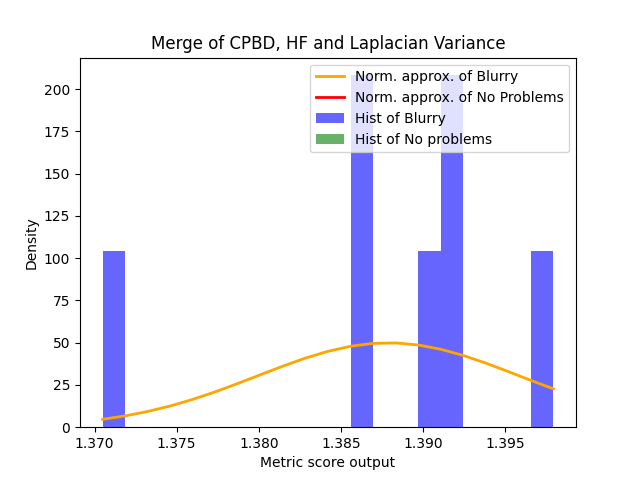 Merge of CPBD, HF and Laplacian Variance
Norm. approx. of Blurry
Norm. approx. of No Problems
Hist of Blurry
Hist of No problems
200
175
150
125
100
75
50
25
0
Density
1.370 1.375 1.380 1.385 1.390 1.395
Metric score output